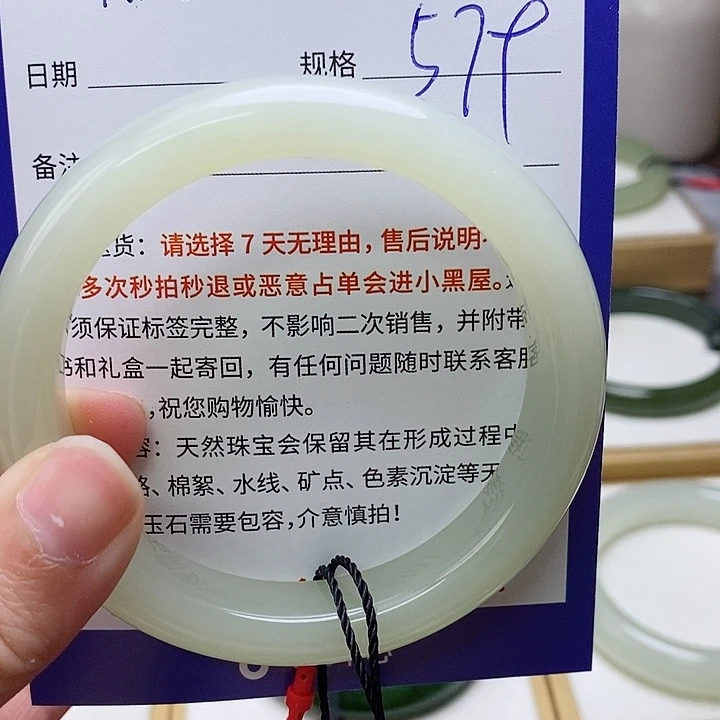 日期 规格 579
备注
货：请选择7天无理由，售后说明
多次秒拍秒退或恶意占单会进小黑屋。
须保证标签完整，不影响二次销售，并附带
书和礼盒一起寄回，有任何问题随时联系客服
，祝您购物愉快。
容：天然珠宝会保留其在形成过程中
、棉絮、水线、矿点、色素沉淀等天
玉石需要包容，介意慎拍！